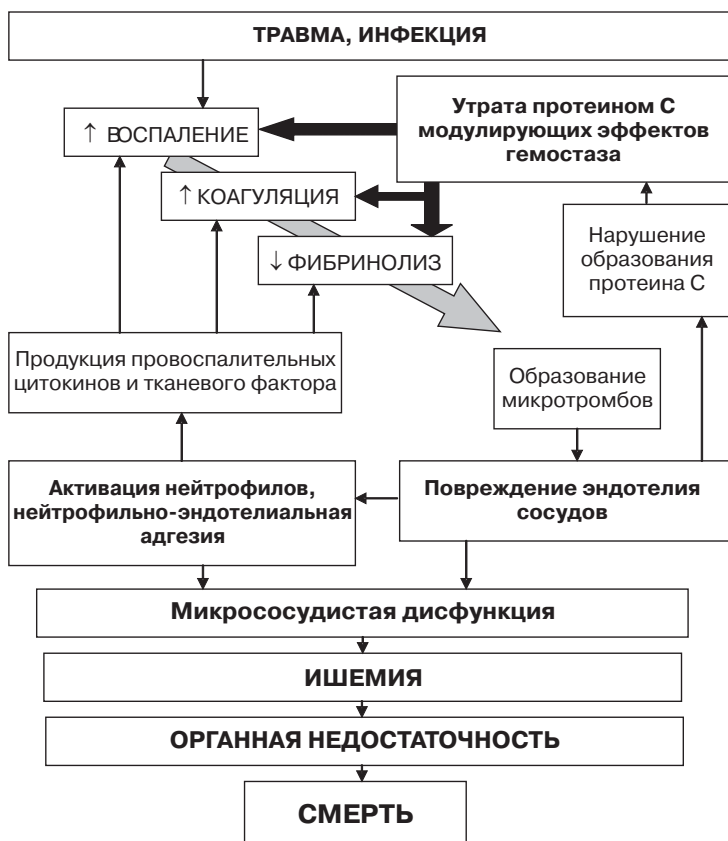 ТРАВМА, ИНФЕКЦИЯ
Утрата протеином С
модулирующих эффектов
гемостаза
↑ ВОСПАЛЕНИЕ
↑ КОАГУЛЯЦИЯ
↓ ФИБРИНОЛИЗ
Нарушение
образования
протеина С
Продукция провоспалительных
цитокинов и тканевого фактора
Образование
микротромбов
Активация нейтрофилов,
нейтрофильно-эндотелиальная
адгезия
Повреждение эндотелия
сосудов
Микрососудистая дисфункция
ИШЕМИЯ
ОРГАННАЯ НЕДОСТАТОЧНОСТЬ
СМЕРТЬ